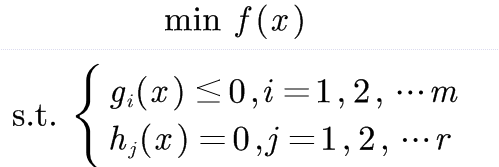 min f(x)
s.t. { g_i(x) ≤ 0, i = 1, 2, ⋯ m
h_j(x) = 0, j = 1, 2, ⋯ r